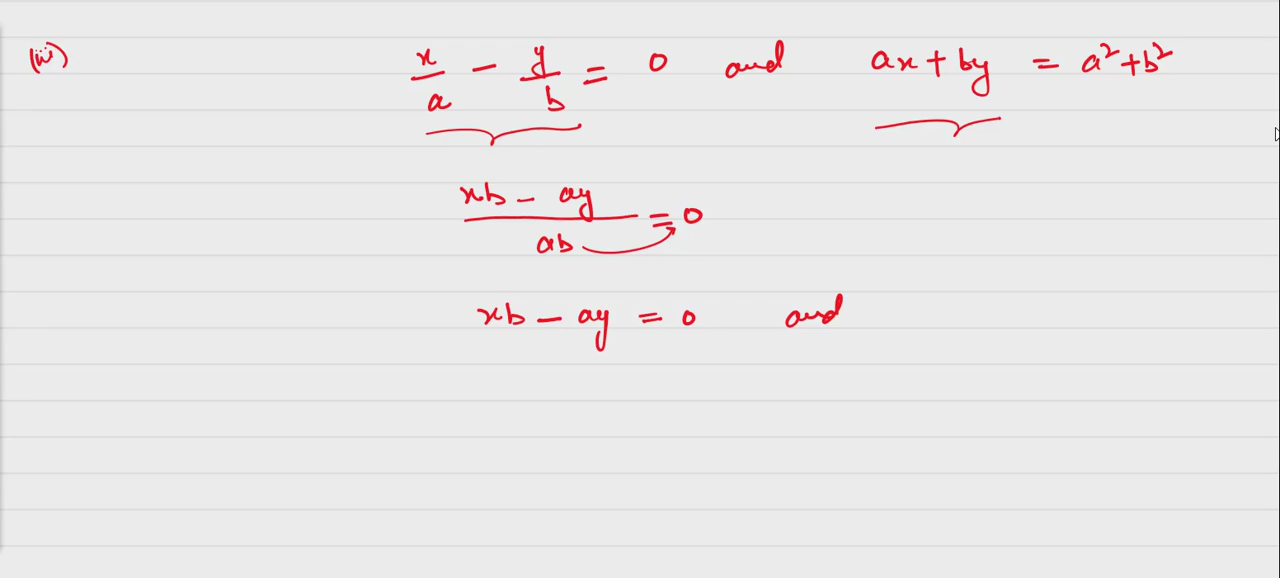 (iii) x/a - y/b = 0 and ax + by = a² + b²
xb - ay / ab = 0
xb - ay = 0 and